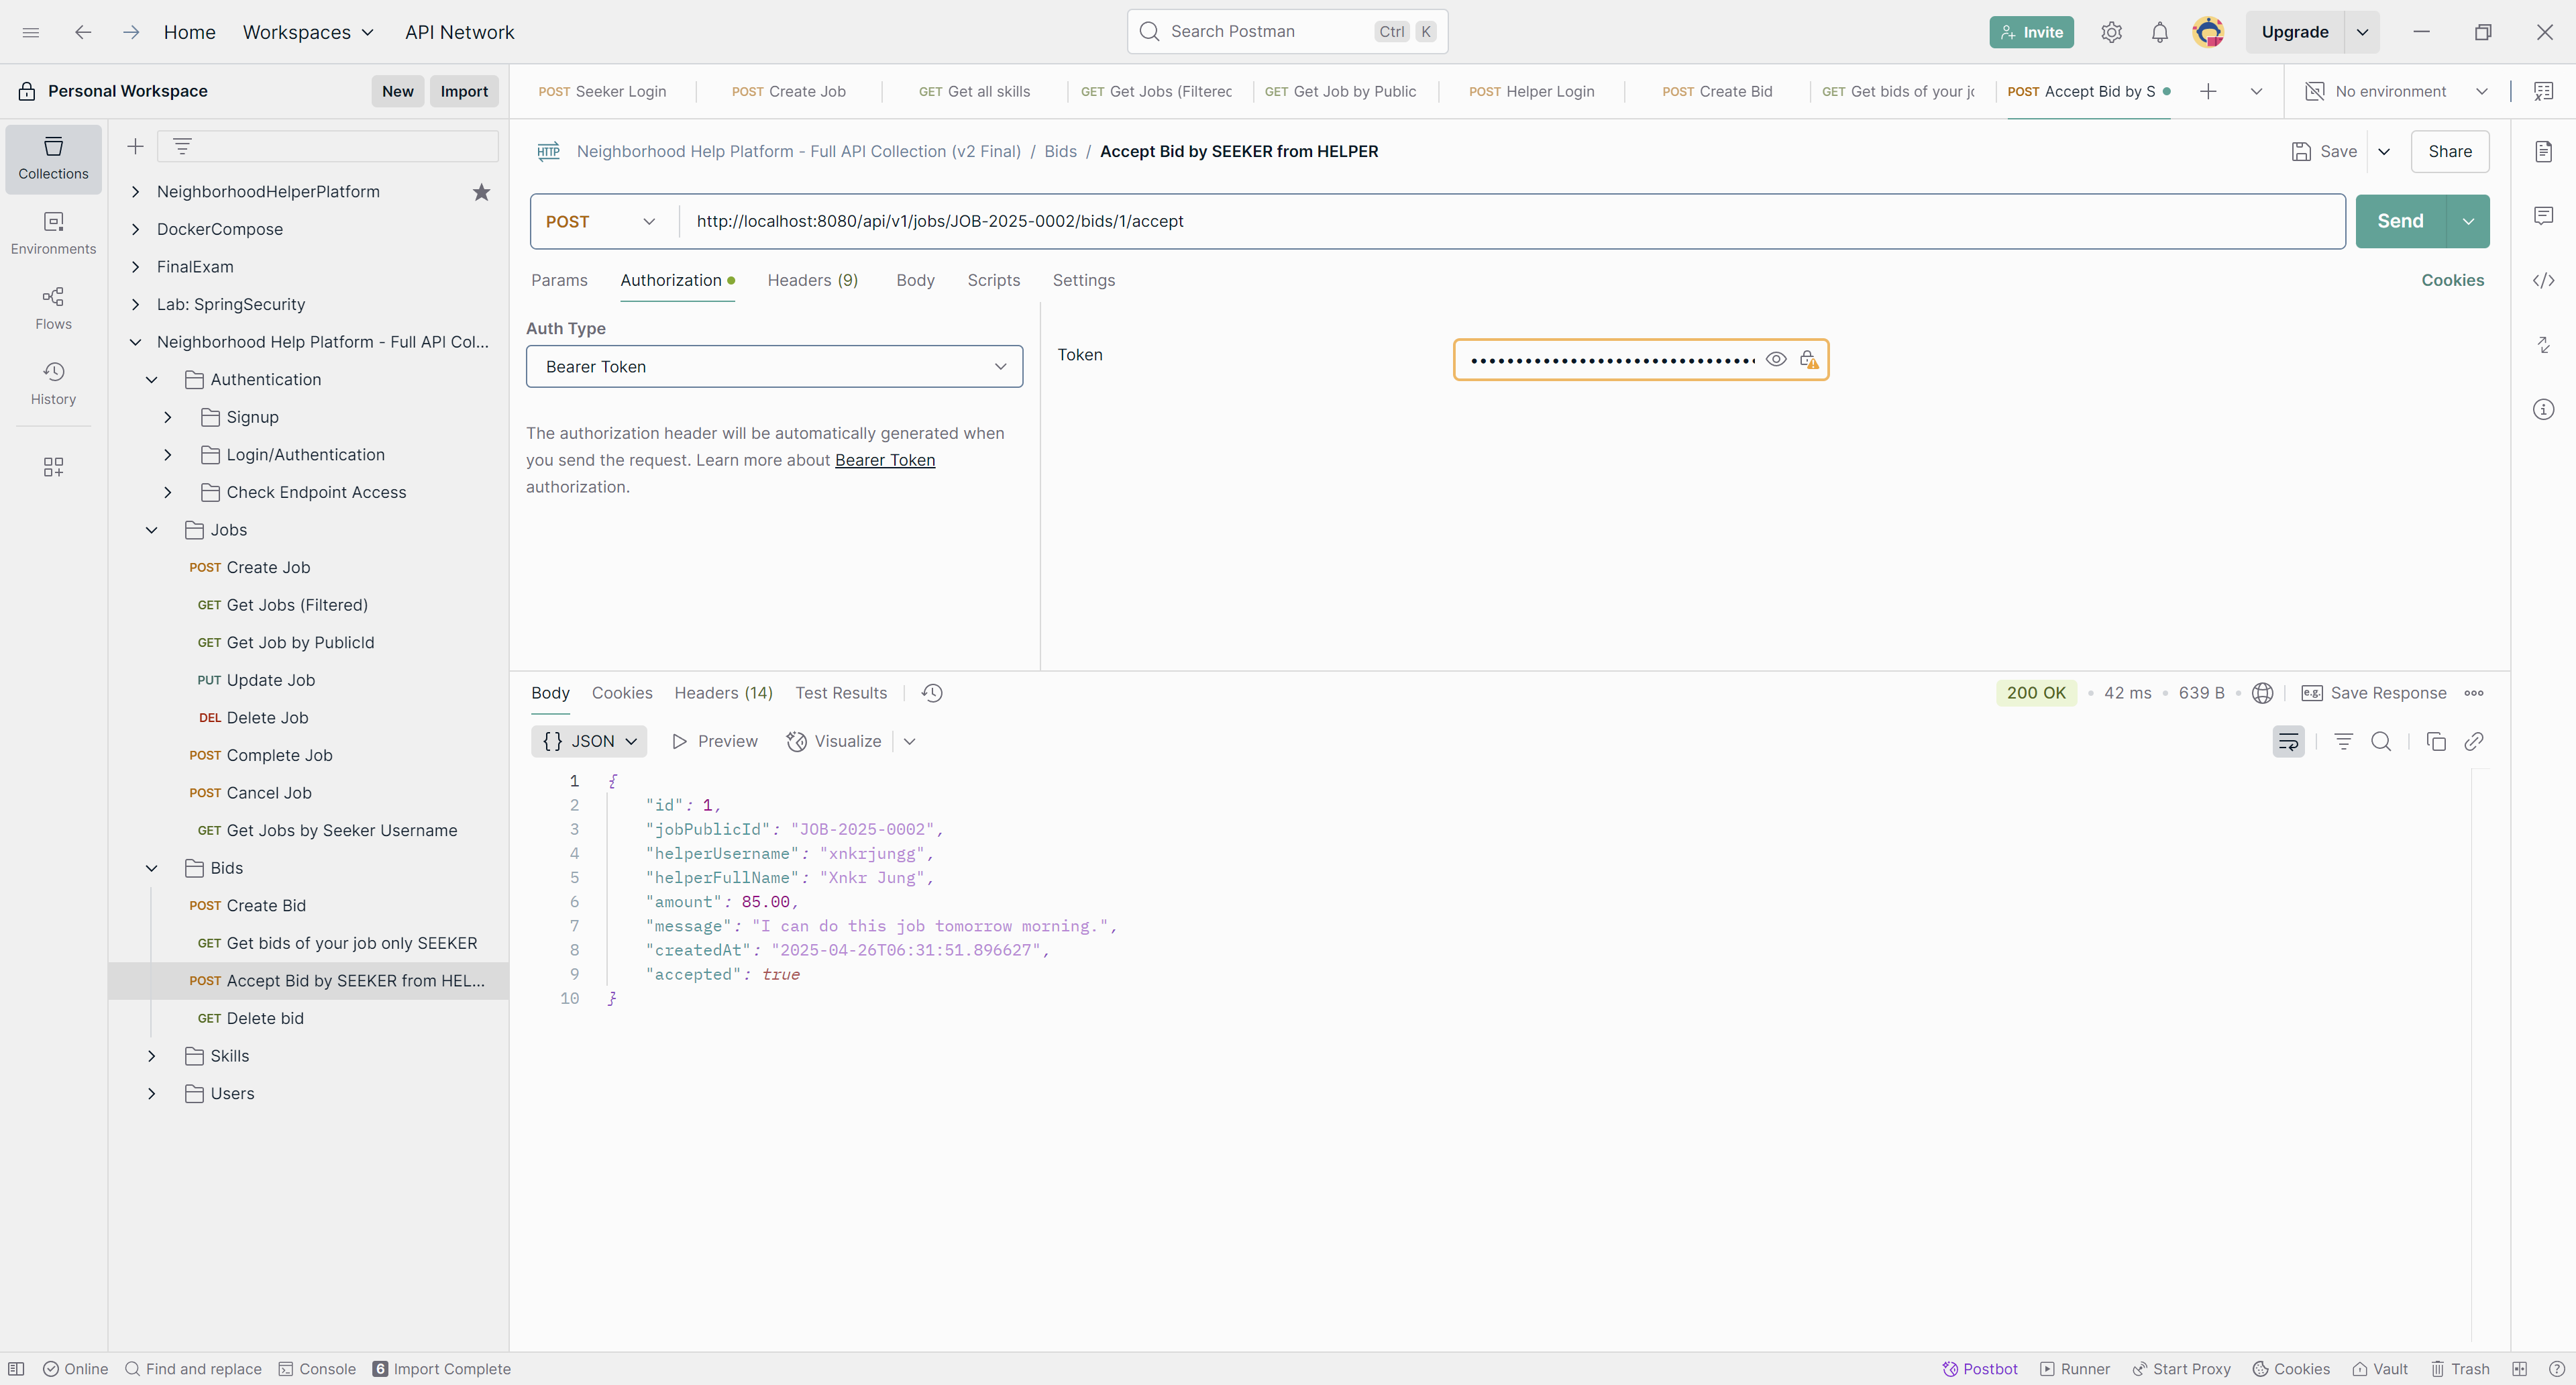 Home Workspaces API Network Search Postman Ctrl K Invite Upgrade
Personal Workspace New Import
POST Seeker Login POST Create Job GET Get all skills GET Get Jobs (Filterec GET Get Job by Public POST Helper Login POST Create Bid GET Get bids of your jc POST Accept Bid by S No environment
Collections
Environments
Flows
History
NeighborhoodHelperPlatform
DockerCompose
FinalExam
Lab: SpringSecurity
Neighborhood Help Platform - Full API Col...
Authentication
Signup
Login/Authentication
Check Endpoint Access
Jobs
POST Create Job
GET Get Jobs (Filtered)
GET Get Job by PublicId
PUT Update Job
DEL Delete Job
POST Complete Job
POST Cancel Job
GET Get Jobs by Seeker Username
Bids
POST Create Bid
GET Get bids of your job only SEEKER
POST Accept Bid by SEEKER from HEL...
GET Delete bid
Skills
Users
HTTP Neighborhood Help Platform - Full API Collection (v2 Final) / Bids / Accept Bid by SEEKER from HELPER Save Share
POST http://localhost:8080/api/v1/jobs/JOB-2025-0002/bids/1/accept Send
Params Authorization Headers (9) Body Scripts Settings Cookies
Auth Type
Bearer Token
The authorization header will be automatically generated when
you send the request. Learn more about Bearer Token
authorization.
Token
Body Cookies Headers (14) Test Results 200 OK 42 ms 639 B e.g. Save Response
{} JSON Preview Visualize
1 {
2 "id": 1,
3 "jobPublicId": "JOB-2025-0002",
4 "helperUsername": "xnkrjungg",
5 "helperFullName": "Xnkr Jung",
6 "amount": 85.00,
7 "message": "I can do this job tomorrow morning.",
8 "createdAt": "2025-04-26T06:31:51.896627",
9 "accepted": true
10 }
Online Find and replace Console 6 Import Complete Postbot Runner Start Proxy Cookies Vault Trash